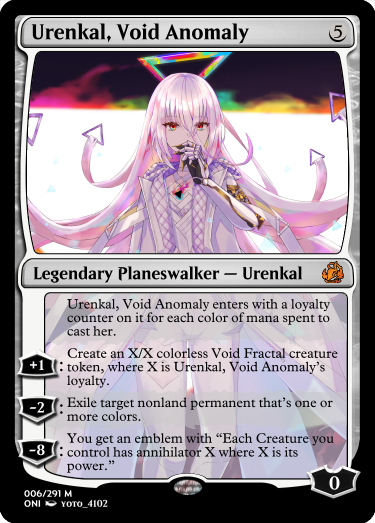 Urenkal, Void Anomaly 5
Legendary Planeswalker — Urenkal
Urenkal, Void Anomaly enters with a loyalty
counter on it for each color of mana spent to
cast her.
+1: Create an X/X colorless Void Fractal creature
token, where X is Urenkal, Void Anomaly's
loyalty.
-2: Exile target nonland permanent that's one or
more colors.
-8: You get an emblem with “Each Creature you
control has annihilator X where X is its
power.”
0
006/291 M
ONI yoto_4102